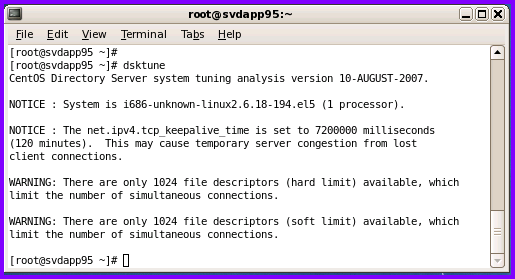 root@svdapp95:~
File Edit View Terminal Tabs Help
[root@svdapp95 ~]#
[root@svdapp95 ~]# dsktune
CentOS Directory Server system tuning analysis version 10-AUGUST-2007.
NOTICE : System is i686-unknown-linux2.6.18-194.el5 (1 processor).
NOTICE : The net.ipv4.tcp_keepalive_time is set to 7200000 milliseconds
(120 minutes).  This may cause temporary server congestion from lost
client connections.
WARNING: There are only 1024 file descriptors (hard limit) available, which
limit the number of simultaneous connections.
WARNING: There are only 1024 file descriptors (soft limit) available, which
limit the number of simultaneous connections.
[root@svdapp95 ~]#